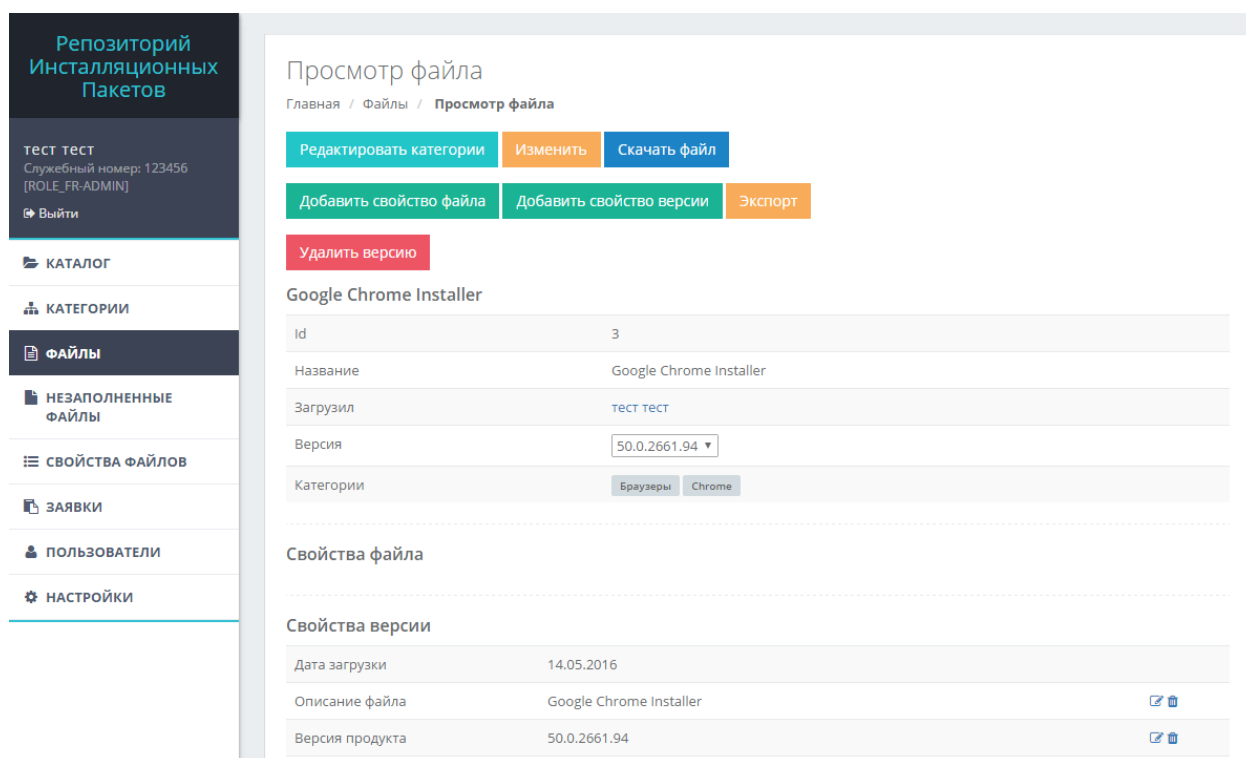 Репозиторий
Инсталляционных
Пакетов
тест тест
Служебный номер: 123456
[ROLE_FR-ADMIN]
Выйти
КАТАЛОГ
КАТЕГОРИИ
ФАЙЛЫ
НЕЗАПОЛНЕННЫЕ
ФАЙЛЫ
СВОЙСТВА ФАЙЛОВ
ЗАЯВКИ
ПОЛЬЗОВАТЕЛИ
НАСТРОЙКИ
Просмотр файла
Главная / Файлы / Просмотр файла
Редактировать категории Изменить Скачать файл
Добавить свойство файла Добавить свойство версии Экспорт
Удалить версию
Google Chrome Installer
Id 3
Название Google Chrome Installer
Загрузил тест тест
Версия 50.0.2661.94
Категории Браузеры Chrome
Свойства файла
Свойства версии
Дата загрузки 14.05.2016
Описание файла Google Chrome Installer
Версия продукта 50.0.2661.94